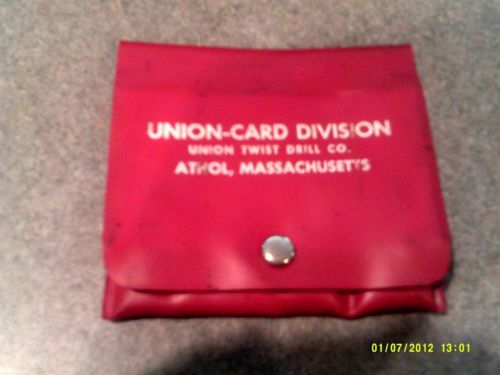 UNION-CARD DIVISION
UNION TWIST DRILL CO.
ATHOL, MASSACHUSETTS
01/07/2012 13:01